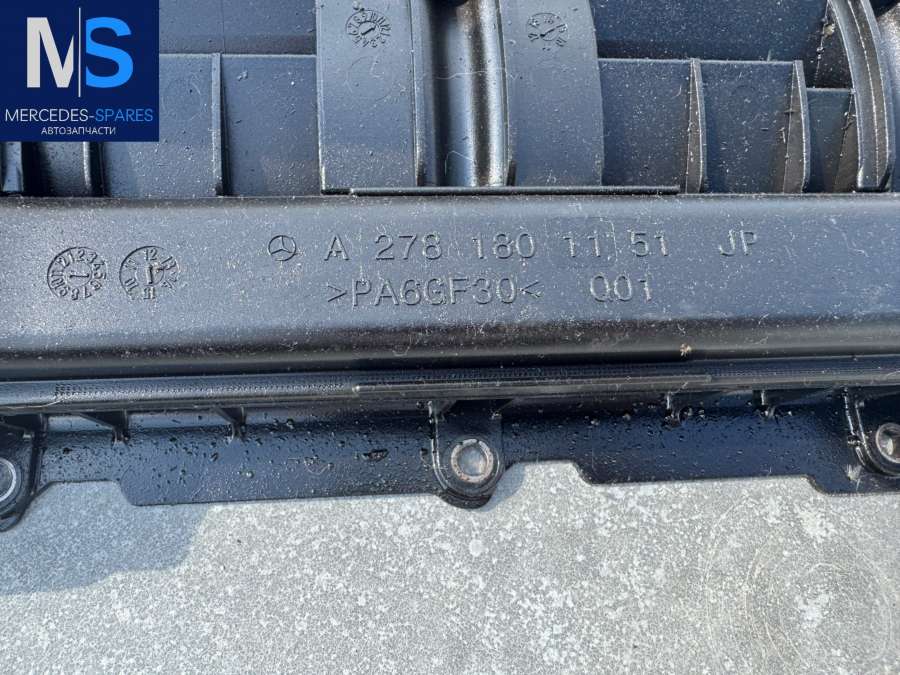 MS
MERCEDES-SPARES
АВТОЗАПЧАСТИ
A 278 180 11 51 JP
>PA6GF30< 001